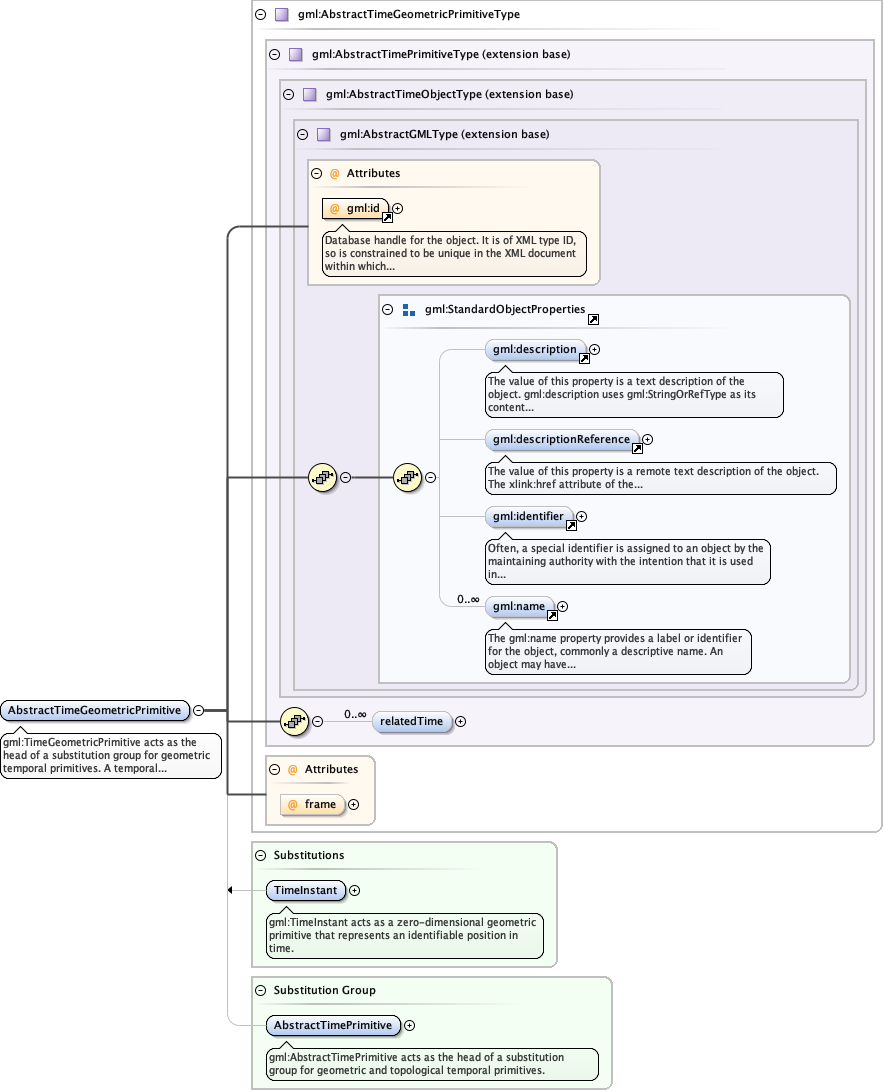 gml:AbstractTimeGeometricPrimitiveType
gml:AbstractTimePrimitiveType (extension base)
gml:AbstractTimeObjectType (extension base)
gml:AbstractGMLType (extension base)
@ Attributes
@ gml:id
Database handle for the object. It is of XML type ID,
so is constrained to be unique in the XML document
within which...
gml:StandardObjectProperties
gml:description
The value of this property is a text description of the
object. gml:description uses gml:StringOrRefType as its
content...
gml:descriptionReference
The value of this property is a remote text description of the object.
The xlink:href attribute of the...
gml:identifier
Often, a special identifier is assigned to an object by the
maintaining authority with the intention that it is used
in...
0..∞
gml:name
The gml:name property provides a label or identifier
for the object, commonly a descriptive name. An
object may have...
AbstractTimeGeometricPrimitive
gml:TimeGeometricPrimitive acts as the
head of a substitution group for geometric
temporal primitives. A temporal...
0..∞
relatedTime
@ Attributes
@ frame
Substitutions
TimeInstant
gml:TimeInstant acts as a zero-dimensional geometric
primitive that represents an identifiable position in
time.
Substitution Group
AbstractTimePrimitive
gml:AbstractTimePrimitive acts as the head of a substitution
group for geometric and topological temporal primitives.